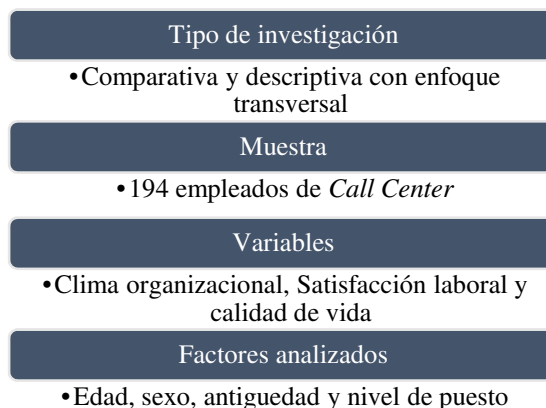 Tipo de investigación
•Comparativa y descriptiva con enfoque
transversal
Muestra
•194 empleados de Call Center
Variables
•Clima organizacional, Satisfacción laboral y
calidad de vida
Factores analizados
•Edad, sexo, antiguedad y nivel de puesto